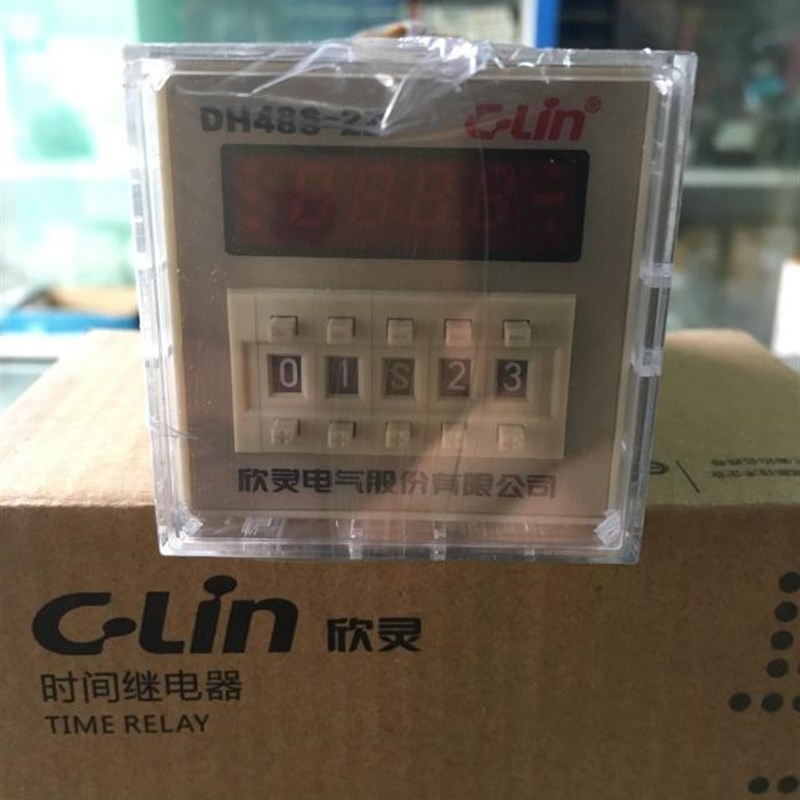 DH48S-2Z C-Lin®
0 1 S 2 3
欣灵电气股份有限公司
C-Lin 欣灵
时间继电器
TIME RELAY